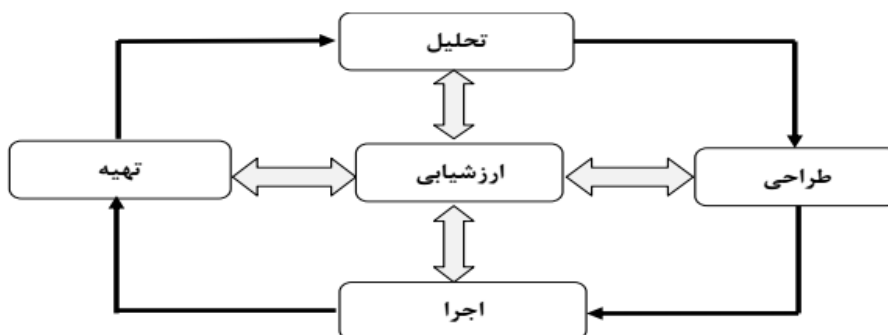 تحلیل
تهیه
ارزشیابی
طراحی
اجرا